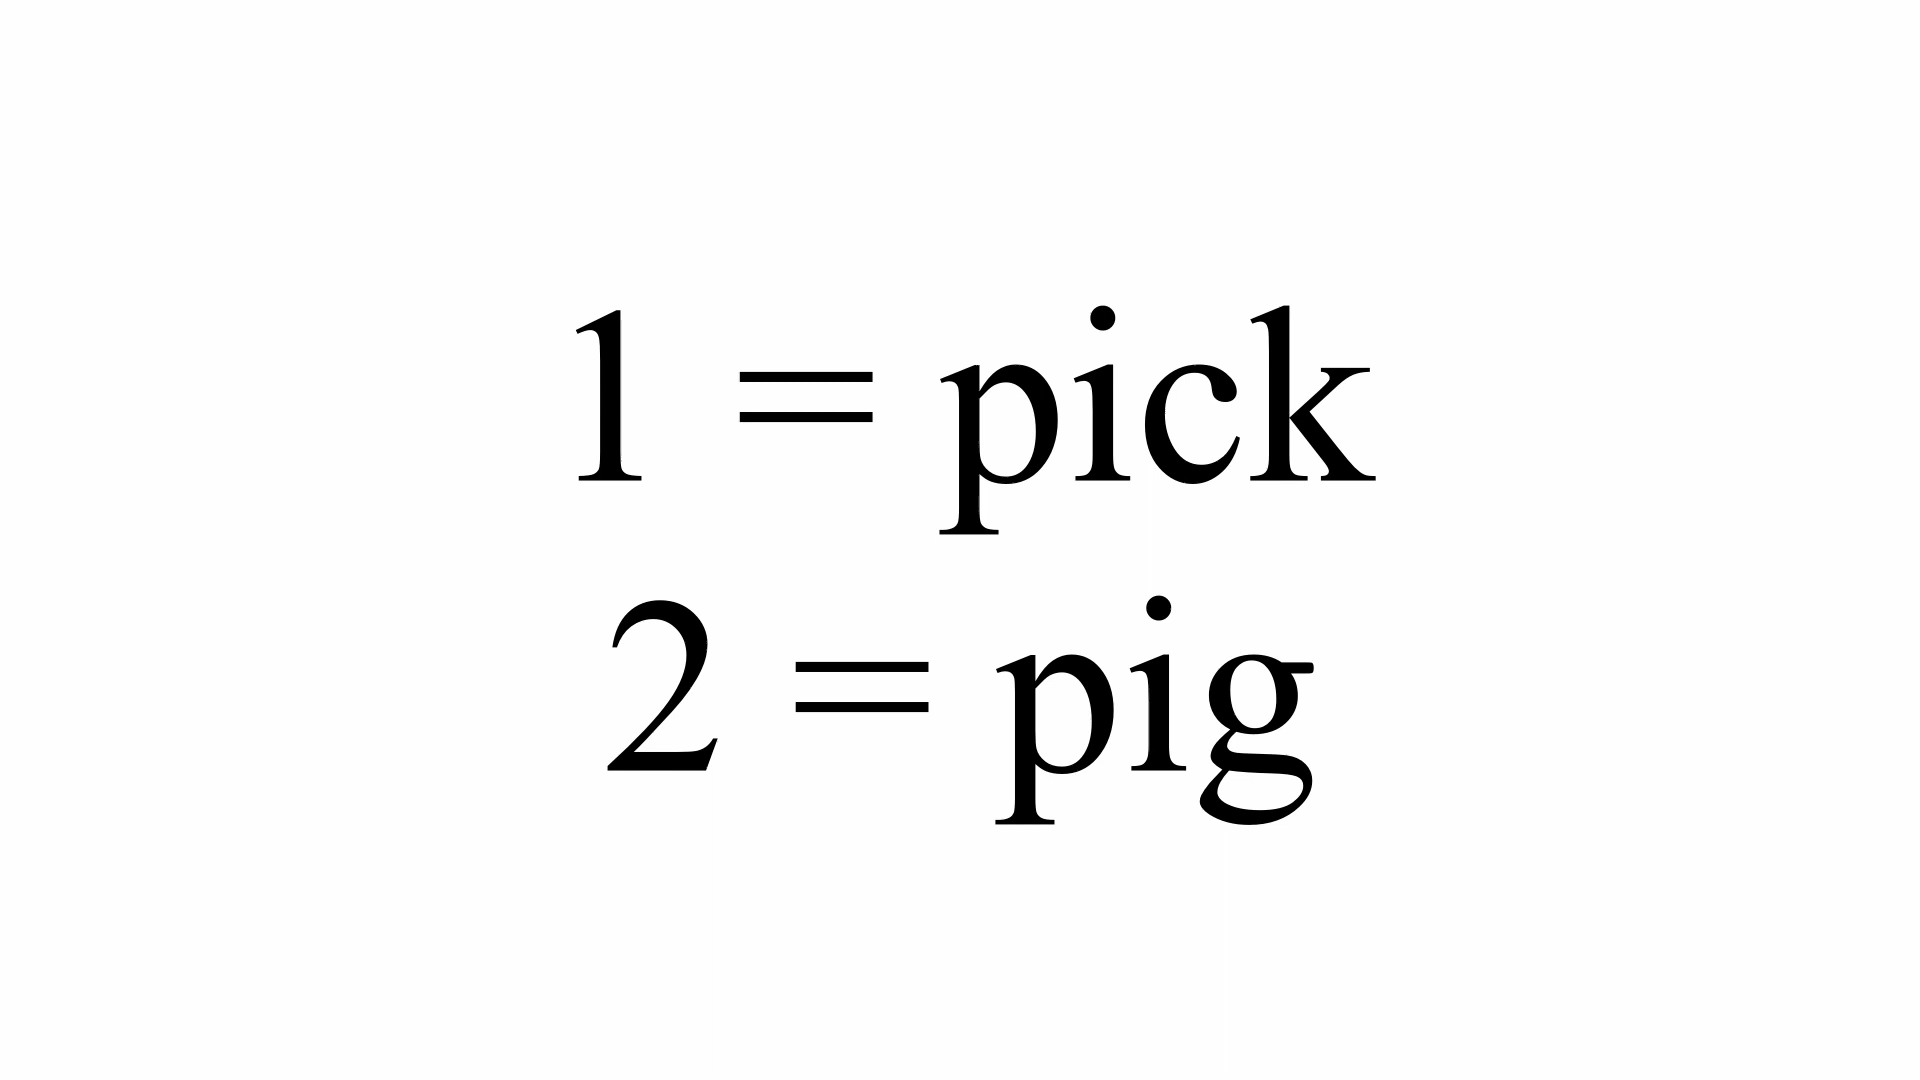 1 = pick
2 = pig